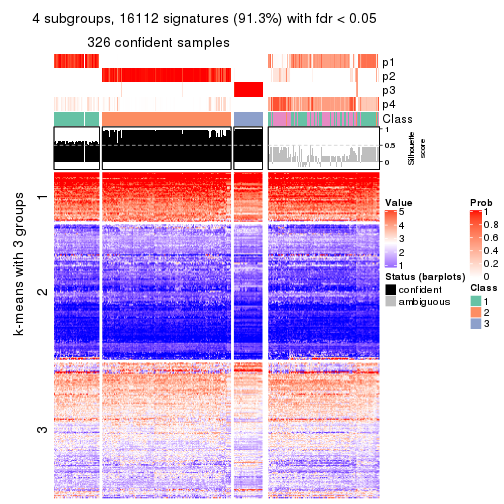 4 subgroups, 16112 signatures (91.3%) with fdr < 0.05
326 confident samples
p1
p2
p3
p4
Class
1
0.5
0
Silhouette
score
k-means with 3 groups
1
2
3
Value
5
4
3
2
1
Status (barplots)
confident
ambiguous
Prob
1
0.8
0.6
0.4
0.2
0
Class
1
2
3